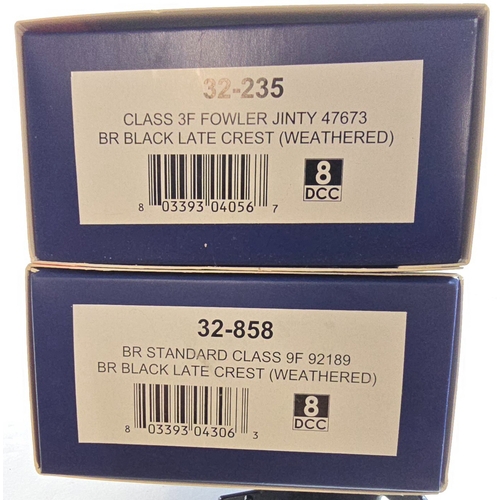 32-235
CLASS 3F FOWLER JINTY 47673
BR BLACK LATE CREST (WEATHERED)
8 03393 04056 7
8
DCC
32-858
BR STANDARD CLASS 9F 92189
BR BLACK LATE CREST (WEATHERED)
8 03393 04306 3
8
DCC